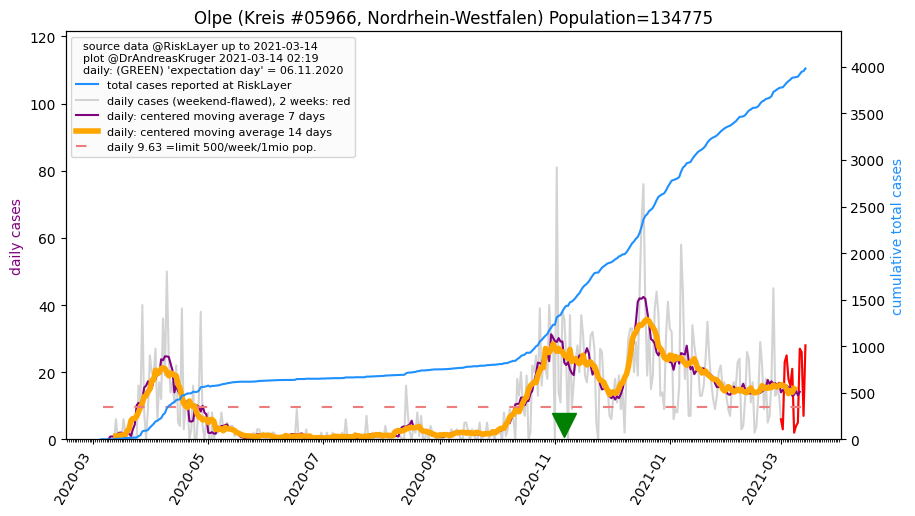 Olpe (Kreis #05966, Nordrhein-Westfalen) Population=134775
source data @RiskLayer up to 2021-03-14
plot @DrAndreasKruger 2021-03-14 02:19
daily: (GREEN) 'expectation day' = 06.11.2020
total cases reported at RiskLayer
daily cases (weekend-flawed), 2 weeks: red
daily: centered moving average 7 days
daily: centered moving average 14 days
daily 9.63 =limit 500/week/1mio pop.
daily cases
120
100
80
60
40
20
0
cumulative total cases
4000
3500
3000
2500
2000
1500
1000
500
0
2020-03
2020-05
2020-07
2020-09
2020-11
2021-01
2021-03